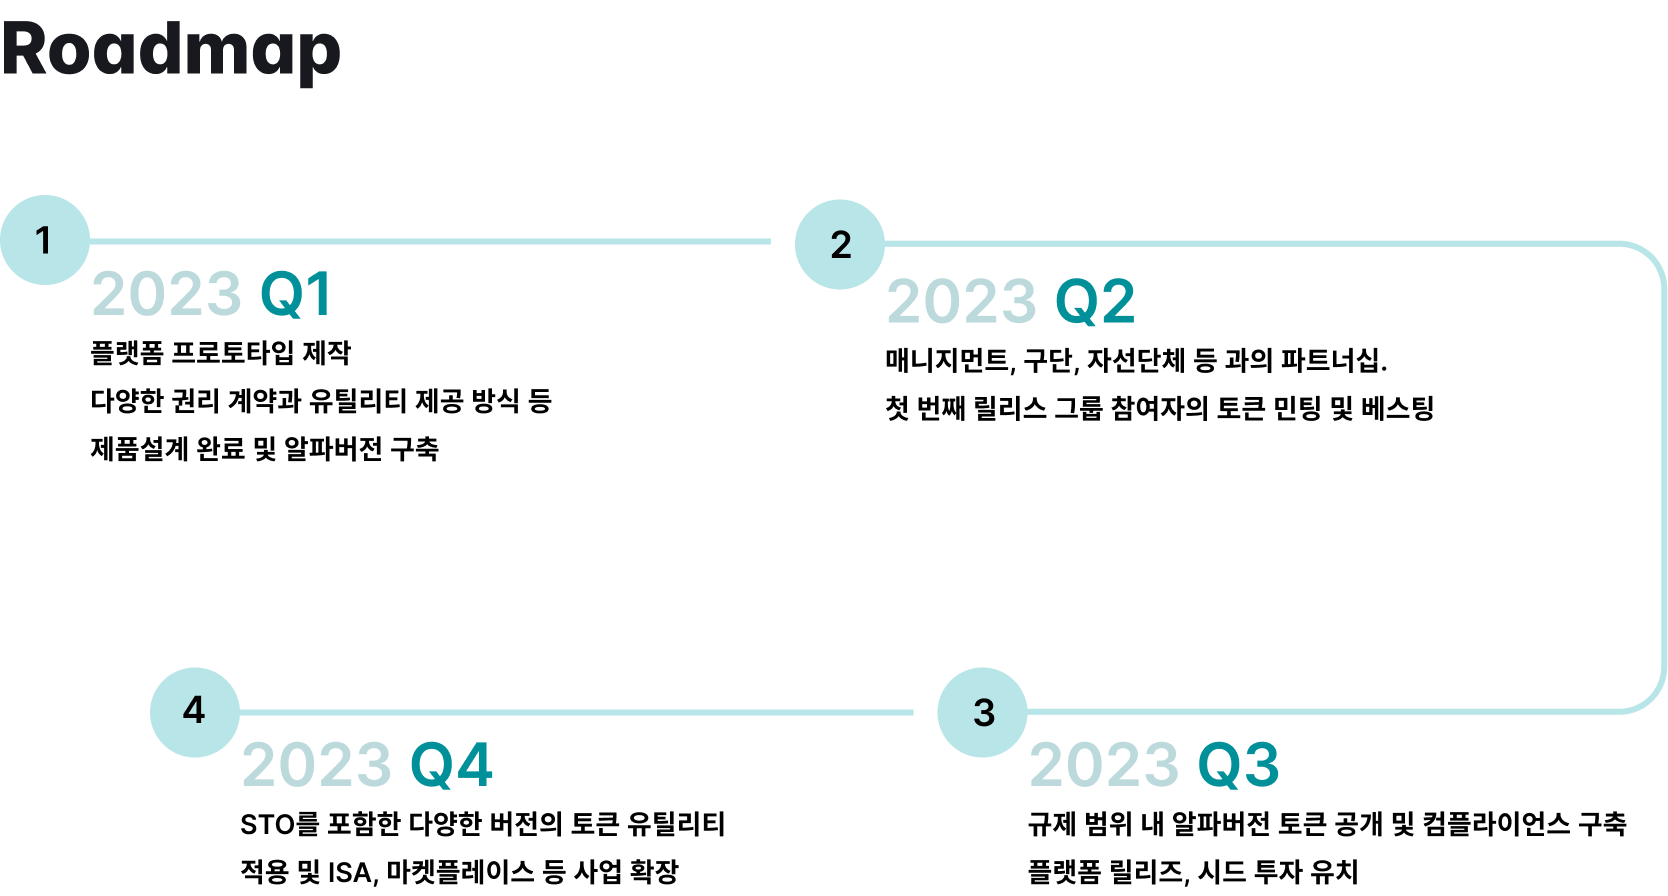 Roadmap
1
2023 Q1
플랫폼 프로토타입 제작
다양한 권리 계약과 유틸리티 제공 방식 등
제품설계 완료 및 알파버전 구축
2
2023 Q2
매니지먼트, 구단, 자선단체 등 과의 파트너십.
첫 번째 릴리스 그룹 참여자의 토큰 민팅 및 베스팅
3
2023 Q3
규제 범위 내 알파버전 토큰 공개 및 컴플라이언스 구축
플랫폼 릴리즈, 시드 투자 유치
4
2023 Q4
STO를 포함한 다양한 버전의 토큰 유틸리티
적용 및 ISA, 마켓플레이스 등 사업 확장